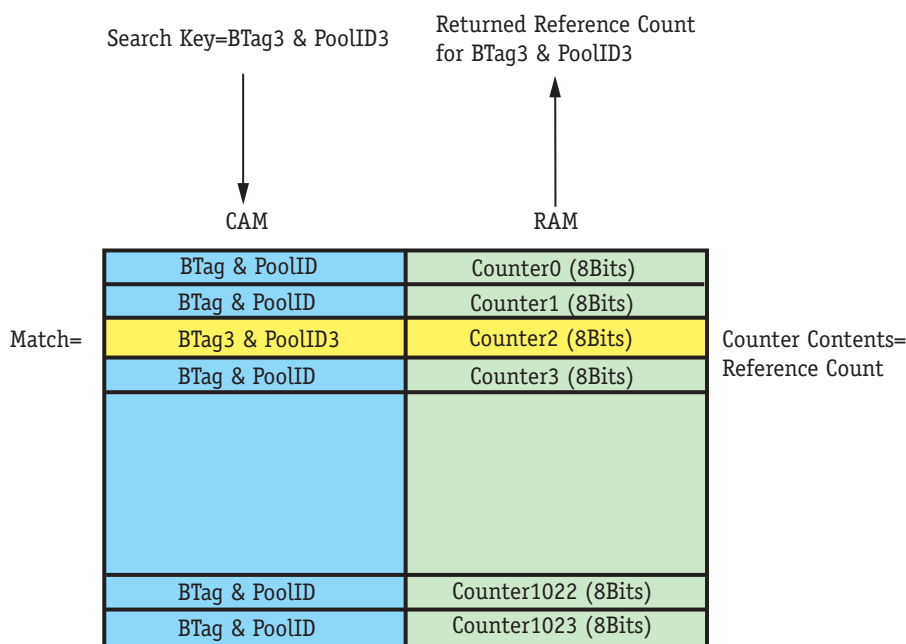 Search Key=BTag3 & PoolID3
Returned Reference Count
for BTag3 & PoolID3
CAM
RAM
BTag & PoolID
Counter0 (8Bits)
BTag & PoolID
Counter1 (8Bits)
Match=
BTag3 & PoolID3
Counter2 (8Bits)
Counter Contents=
Reference Count
BTag & PoolID
Counter3 (8Bits)
BTag & PoolID
Counter1022 (8Bits)
BTag & PoolID
Counter1023 (8Bits)